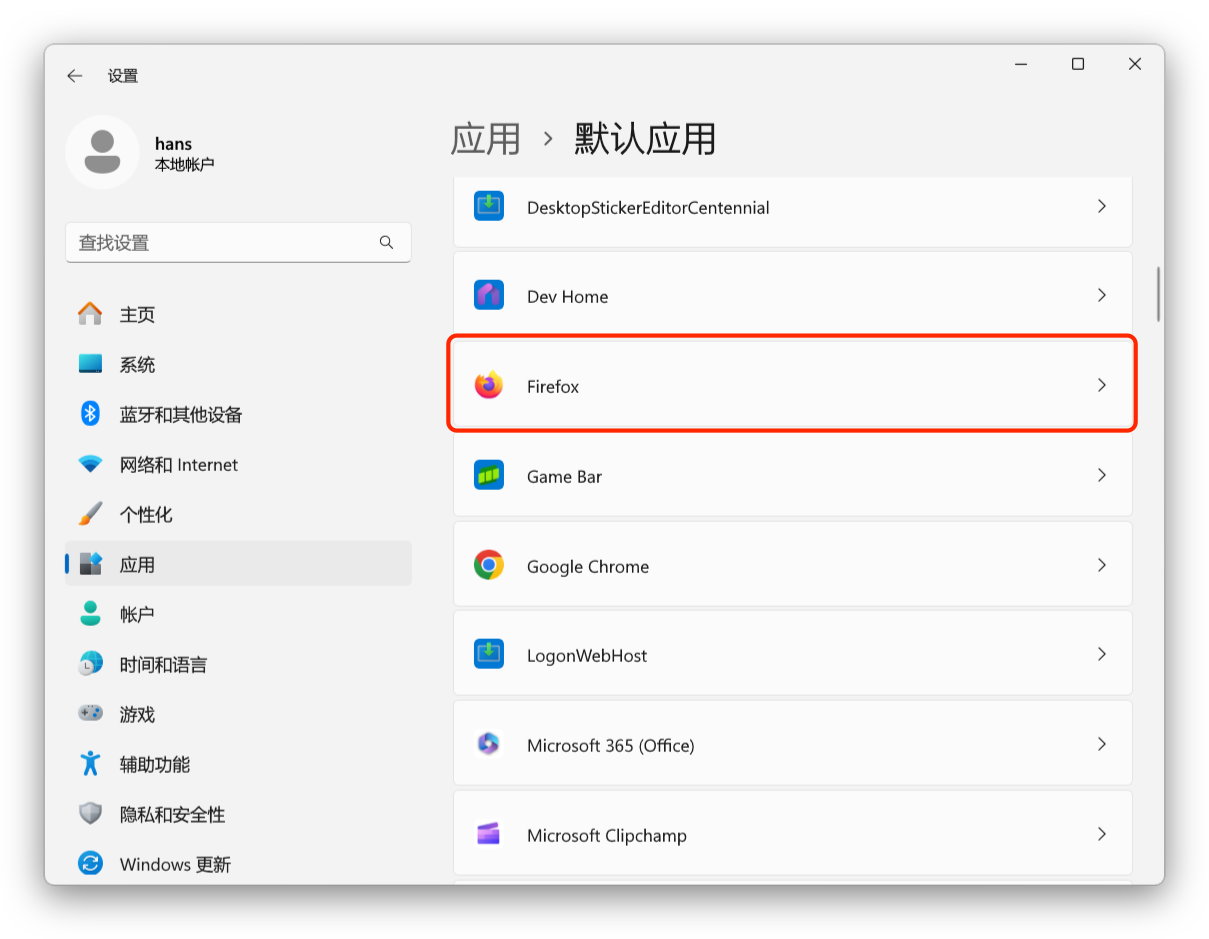 设置
hans
本地帐户
查找设置
主页
系统
蓝牙和其他设备
网络和 Internet
个性化
应用
帐户
时间和语言
游戏
辅助功能
隐私和安全性
Windows 更新
应用 › 默认应用
DesktopStickerEditorCentennial
Dev Home
Firefox
Game Bar
Google Chrome
LogonWebHost
Microsoft 365 (Office)
Microsoft Clipchamp